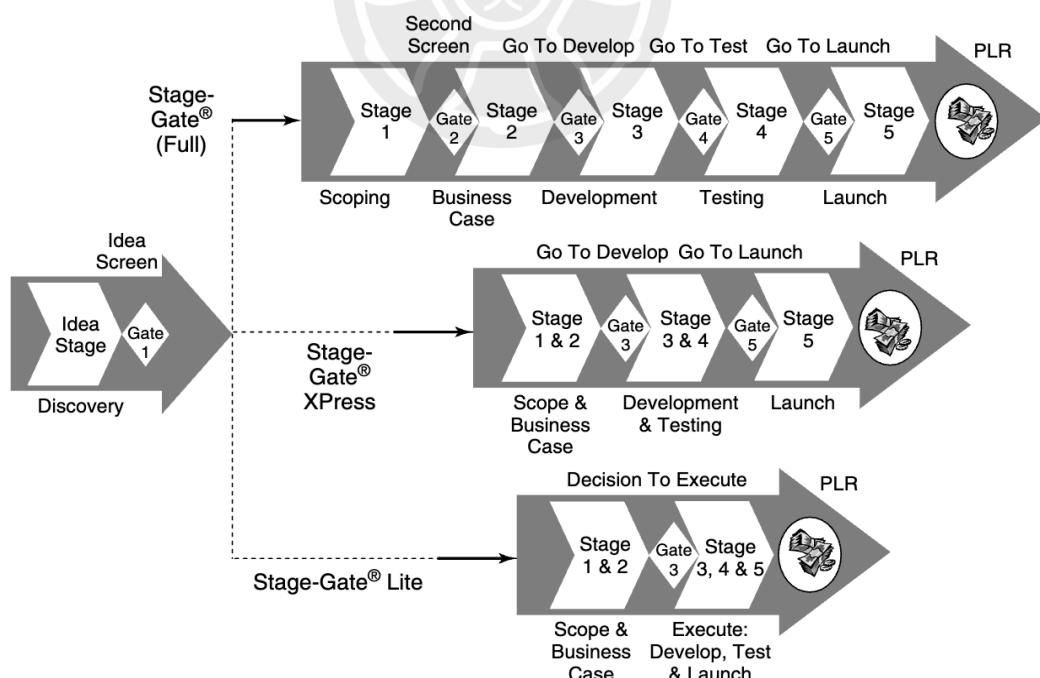 Second
Screen
Go To Develop
Go To Test
Go To Launch
PLR
Stage-
Gate®
(Full)
Stage
1
Gate
2
Stage
2
Gate
3
Stage
3
Gate
4
Stage
4
Gate
5
Stage
5
Scoping
Business
Case
Development
Testing
Launch
Idea
Screen
Idea
Stage
Gate
1
Discovery
Go To Develop
Go To Launch
PLR
Stage-
Gate®
XPress
Stage
1 & 2
Gate
3
Stage
3 & 4
Gate
5
Stage
5
Scope &
Business
Case
Development
& Testing
Launch
Decision To Execute
PLR
Stage-Gate® Lite
Stage
1 & 2
Gate
3
Stage
3, 4 & 5
Scope &
Business
Case
Execute:
Develop, Test
& Launch